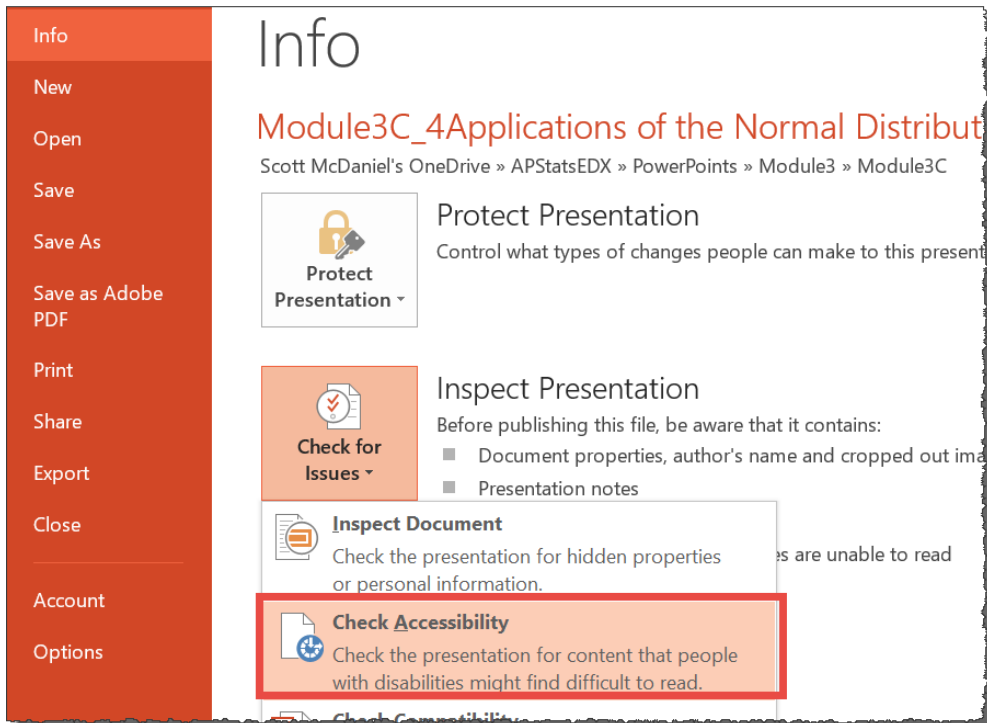 Info
New
Open
Save
Save As
Save as Adobe
PDF
Print
Share
Export
Close
Account
Options
Info
Module3C_4Applications of the Normal Distribut
Scott McDaniel's OneDrive » APStatsEDX » PowerPoints » Module3 » Module3C
Protect
Presentation
Protect Presentation
Control what types of changes people can make to this present
Check for
Issues
Inspect Presentation
Before publishing this file, be aware that it contains:
Document properties, author's name and cropped out ima
Presentation notes
es are unable to read
Inspect Document
Check the presentation for hidden properties
or personal information.
Check Accessibility
Check the presentation for content that people
with disabilities might find difficult to read.
Check Compatibility